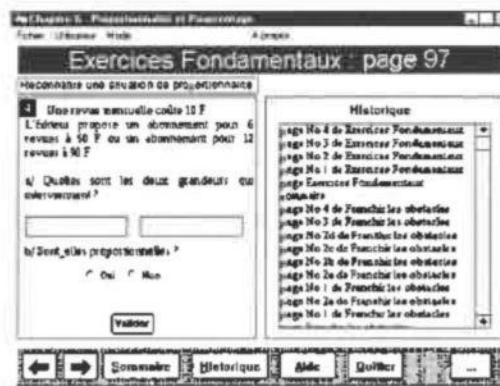 Chapitre 6 - Proportionnalité et Pourcentage
Fichier Utilisateur Mode A propos
Exercices Fondamentaux : page 97
Reconnaître une situation de proportionnalité
4 Une revue mensuelle coûte 10 F
L'Éditeur propose un abonnement pour 6
revues à 50 F ou un abonnement pour 12
revues à 90 F
a/ Quelles sont les deux grandeurs qui
interviennent ?
b/ Sont_elles proportionnelles ?
Oui Non
Valider
Historique
page No 4 de Exercices Fondamentaux
page No 3 de Exercices Fondamentaux
page No 2 de Exercices Fondamentaux
page No 1 de Exercices Fondamentaux
page Exercices Fondamentaux
sommaire
page No 4 de Franchir les obstacles
page No 3 de Franchir les obstacles
page No 2d de Franchir les obstacles
page No 2c de Franchir les obstacles
page No 2b de Franchir les obstacles
page No 2a de Franchir les obstacles
page No 1 de Franchir les obstacles
page No 2a de Franchir les obstacles
page No 1 de Franchir les obstacles
Sommaire Historique Aide Quitter ...